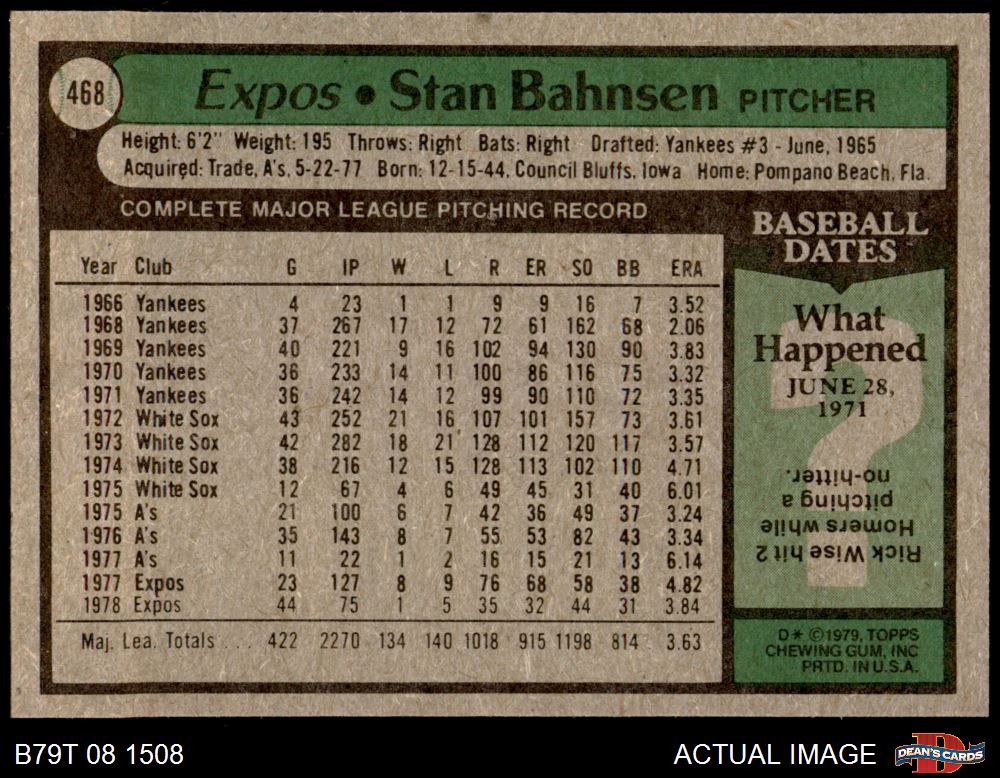 468
Expos • Stan Bahnsen PITCHER
Height: 6'2" Weight: 195 Throws: Right Bats: Right Drafted: Yankees #3 - June, 1965
Acquired: Trade, A's, 5-22-77 Born: 12-15-44, Council Bluffs, Iowa Home: Pompano Beach, Fla.
COMPLETE MAJOR LEAGUE PITCHING RECORD
Year Club G IP W L R ER SO BB ERA
1966 Yankees 4 23 1 1 9 9 16 7 3.52
1968 Yankees 37 267 17 12 72 61 162 68 2.06
1969 Yankees 40 221 9 16 102 94 130 90 3.83
1970 Yankees 36 233 14 11 100 86 116 75 3.32
1971 Yankees 36 242 14 12 99 90 110 72 3.35
1972 White Sox 43 252 21 16 107 101 157 73 3.61
1973 White Sox 42 282 18 21 128 112 120 117 3.57
1974 White Sox 38 216 12 15 128 113 102 110 4.71
1975 White Sox 12 67 4 6 49 45 31 40 6.01
1975 A's 21 100 6 7 42 36 49 37 3.24
1976 A's 35 143 8 7 55 53 82 43 3.34
1977 A's 11 22 1 2 16 15 21 13 6.14
1977 Expos 23 127 8 9 76 68 58 38 4.82
1978 Expos 44 75 1 5 35 32 44 31 3.84
Maj. Lea. Totals . . . 422 2270 134 140 1018 915 1198 814 3.63
BASEBALL
DATES
What
Happened
JUNE 28,
1971
?
Rick Wise hit 2
Homers while
pitching a
no-hitter.
D* ©1979, TOPPS
CHEWING GUM, INC
PRTD. IN U.S.A.
B79T 08 1508
ACTUAL IMAGE
DEAN'S CARDS